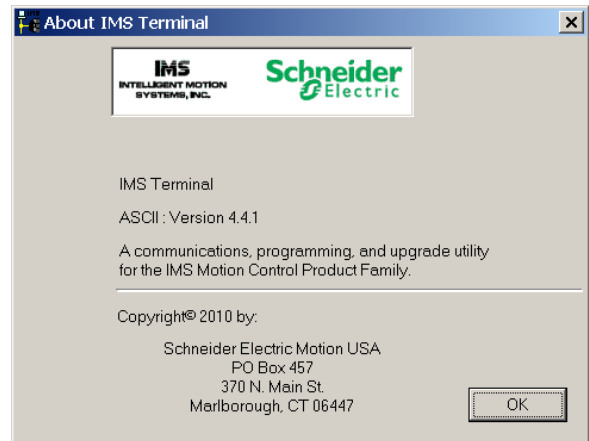 About IMS Terminal
IMS
INTELLIGENT MOTION
SYSTEMS, INC.
Schneider
Electric
IMS Terminal
ASCII : Version 4.4.1
A communications, programming, and upgrade utility
for the IMS Motion Control Product Family.
Copyright© 2010 by:
Schneider Electric Motion USA
PO Box 457
370 N. Main St.
Marlborough, CT 06447
OK